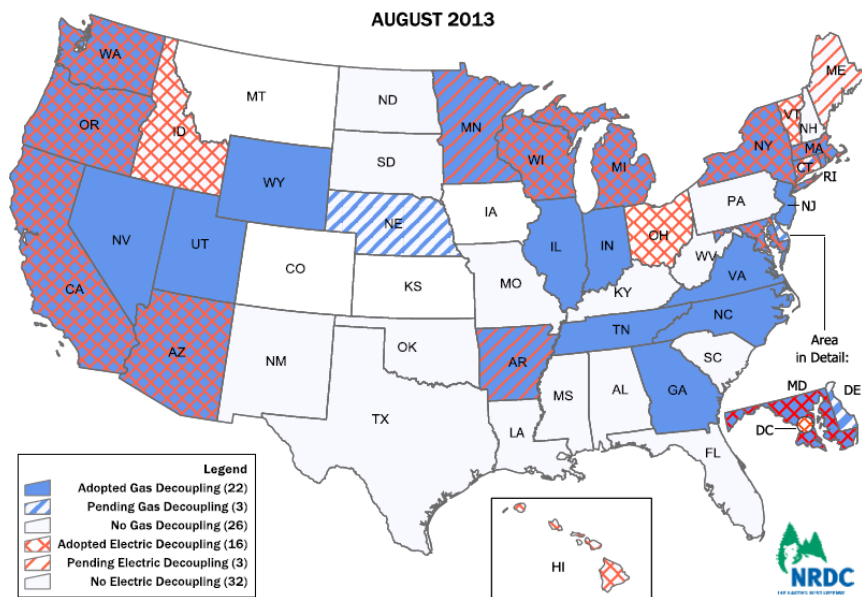 AUGUST 2013
WA
MT
ND
MN
ME
OR
ID
SD
WI
MI
NY
VT
NH
MA
CT
RI
WY
NE
IA
PA
NJ
NV
UT
IL
IN
OH
CO
KS
MO
KY
WV
VA
CA
AZ
NM
OK
AR
TN
NC
SC
TX
LA
MS
AL
GA
FL
Area
in Detail:
MD
DE
DC
HI
Legend
Adopted Gas Decoupling (22)
Pending Gas Decoupling (3)
No Gas Decoupling (26)
Adopted Electric Decoupling (16)
Pending Electric Decoupling (3)
No Electric Decoupling (32)
NRDC
THE EARTH'S BEST DEFENSE